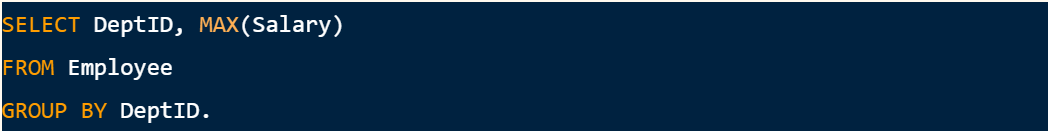 SELECT DeptID, MAX(Salary)
FROM Employee
GROUP BY DeptID.